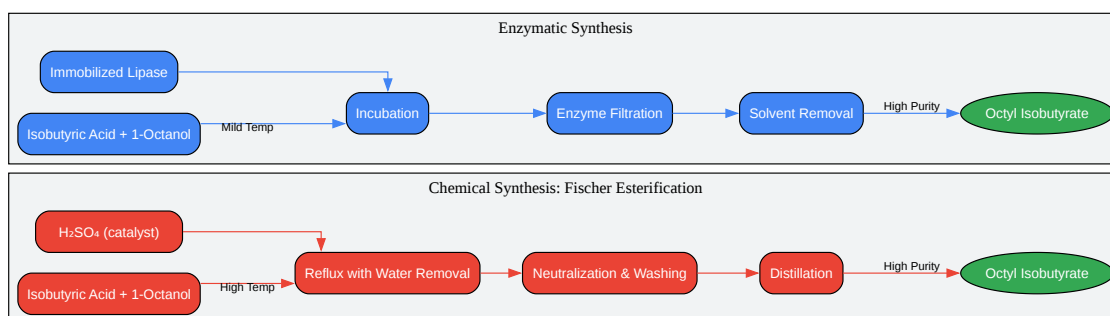 Enzymatic Synthesis
Immobilized Lipase
Isobutyric Acid + 1-Octanol
Mild Temp
Incubation
Enzyme Filtration
Solvent Removal
High Purity
Octyl Isobutyrate
Chemical Synthesis: Fischer Esterification
H₂SO₄ (catalyst)
Isobutyric Acid + 1-Octanol
High Temp
Reflux with Water Removal
Neutralization & Washing
Distillation
High Purity
Octyl Isobutyrate